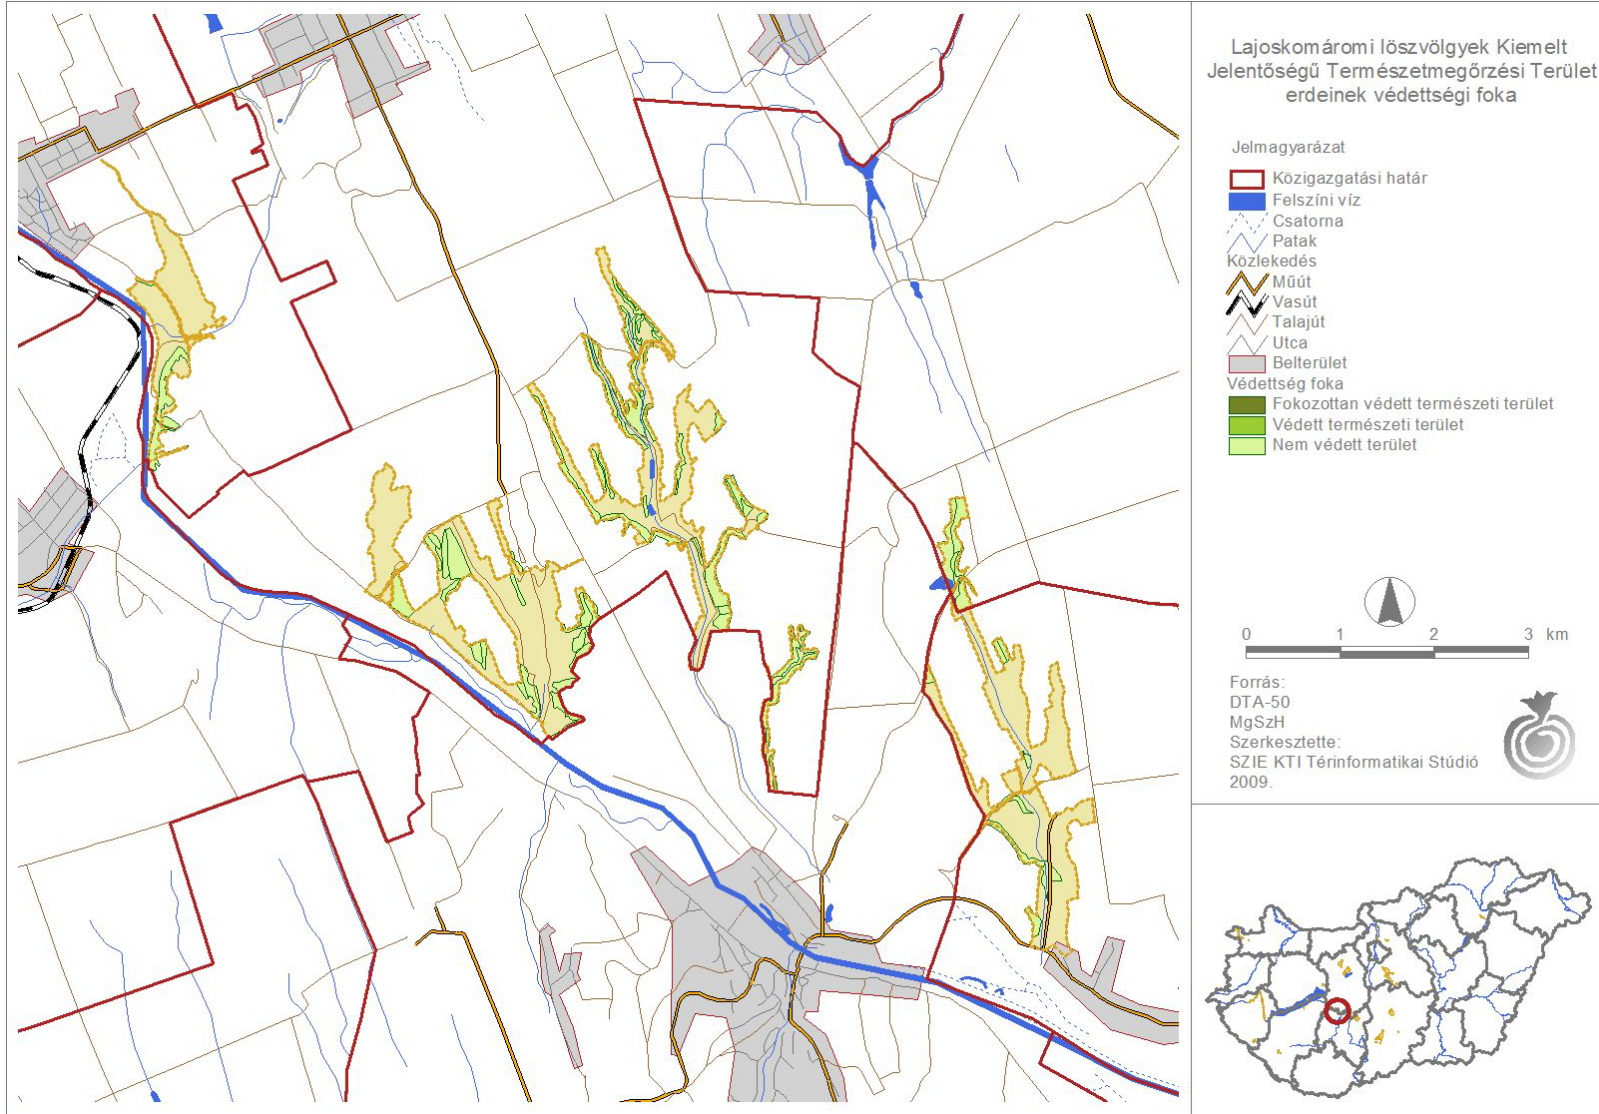 Lajoskomáromi löszvölgyek Kiemelt
Jelentőségű Természetmegőrzési Terület
erdeinek védettségi foka
Jelmagyarázat
Közigazgatási határ
Felszíni víz
Csatorna
Patak
Közlekedés
Műút
Vasút
Talajút
Utca
Belterület
Védettség foka
Fokozottan védett természeti terület
Védett természeti terület
Nem védett terület
0 1 2 3 km
Forrás:
DTA-50
MgSzH
Szerkesztette:
SZIE KTI Térinformatikai Stúdió
2009.